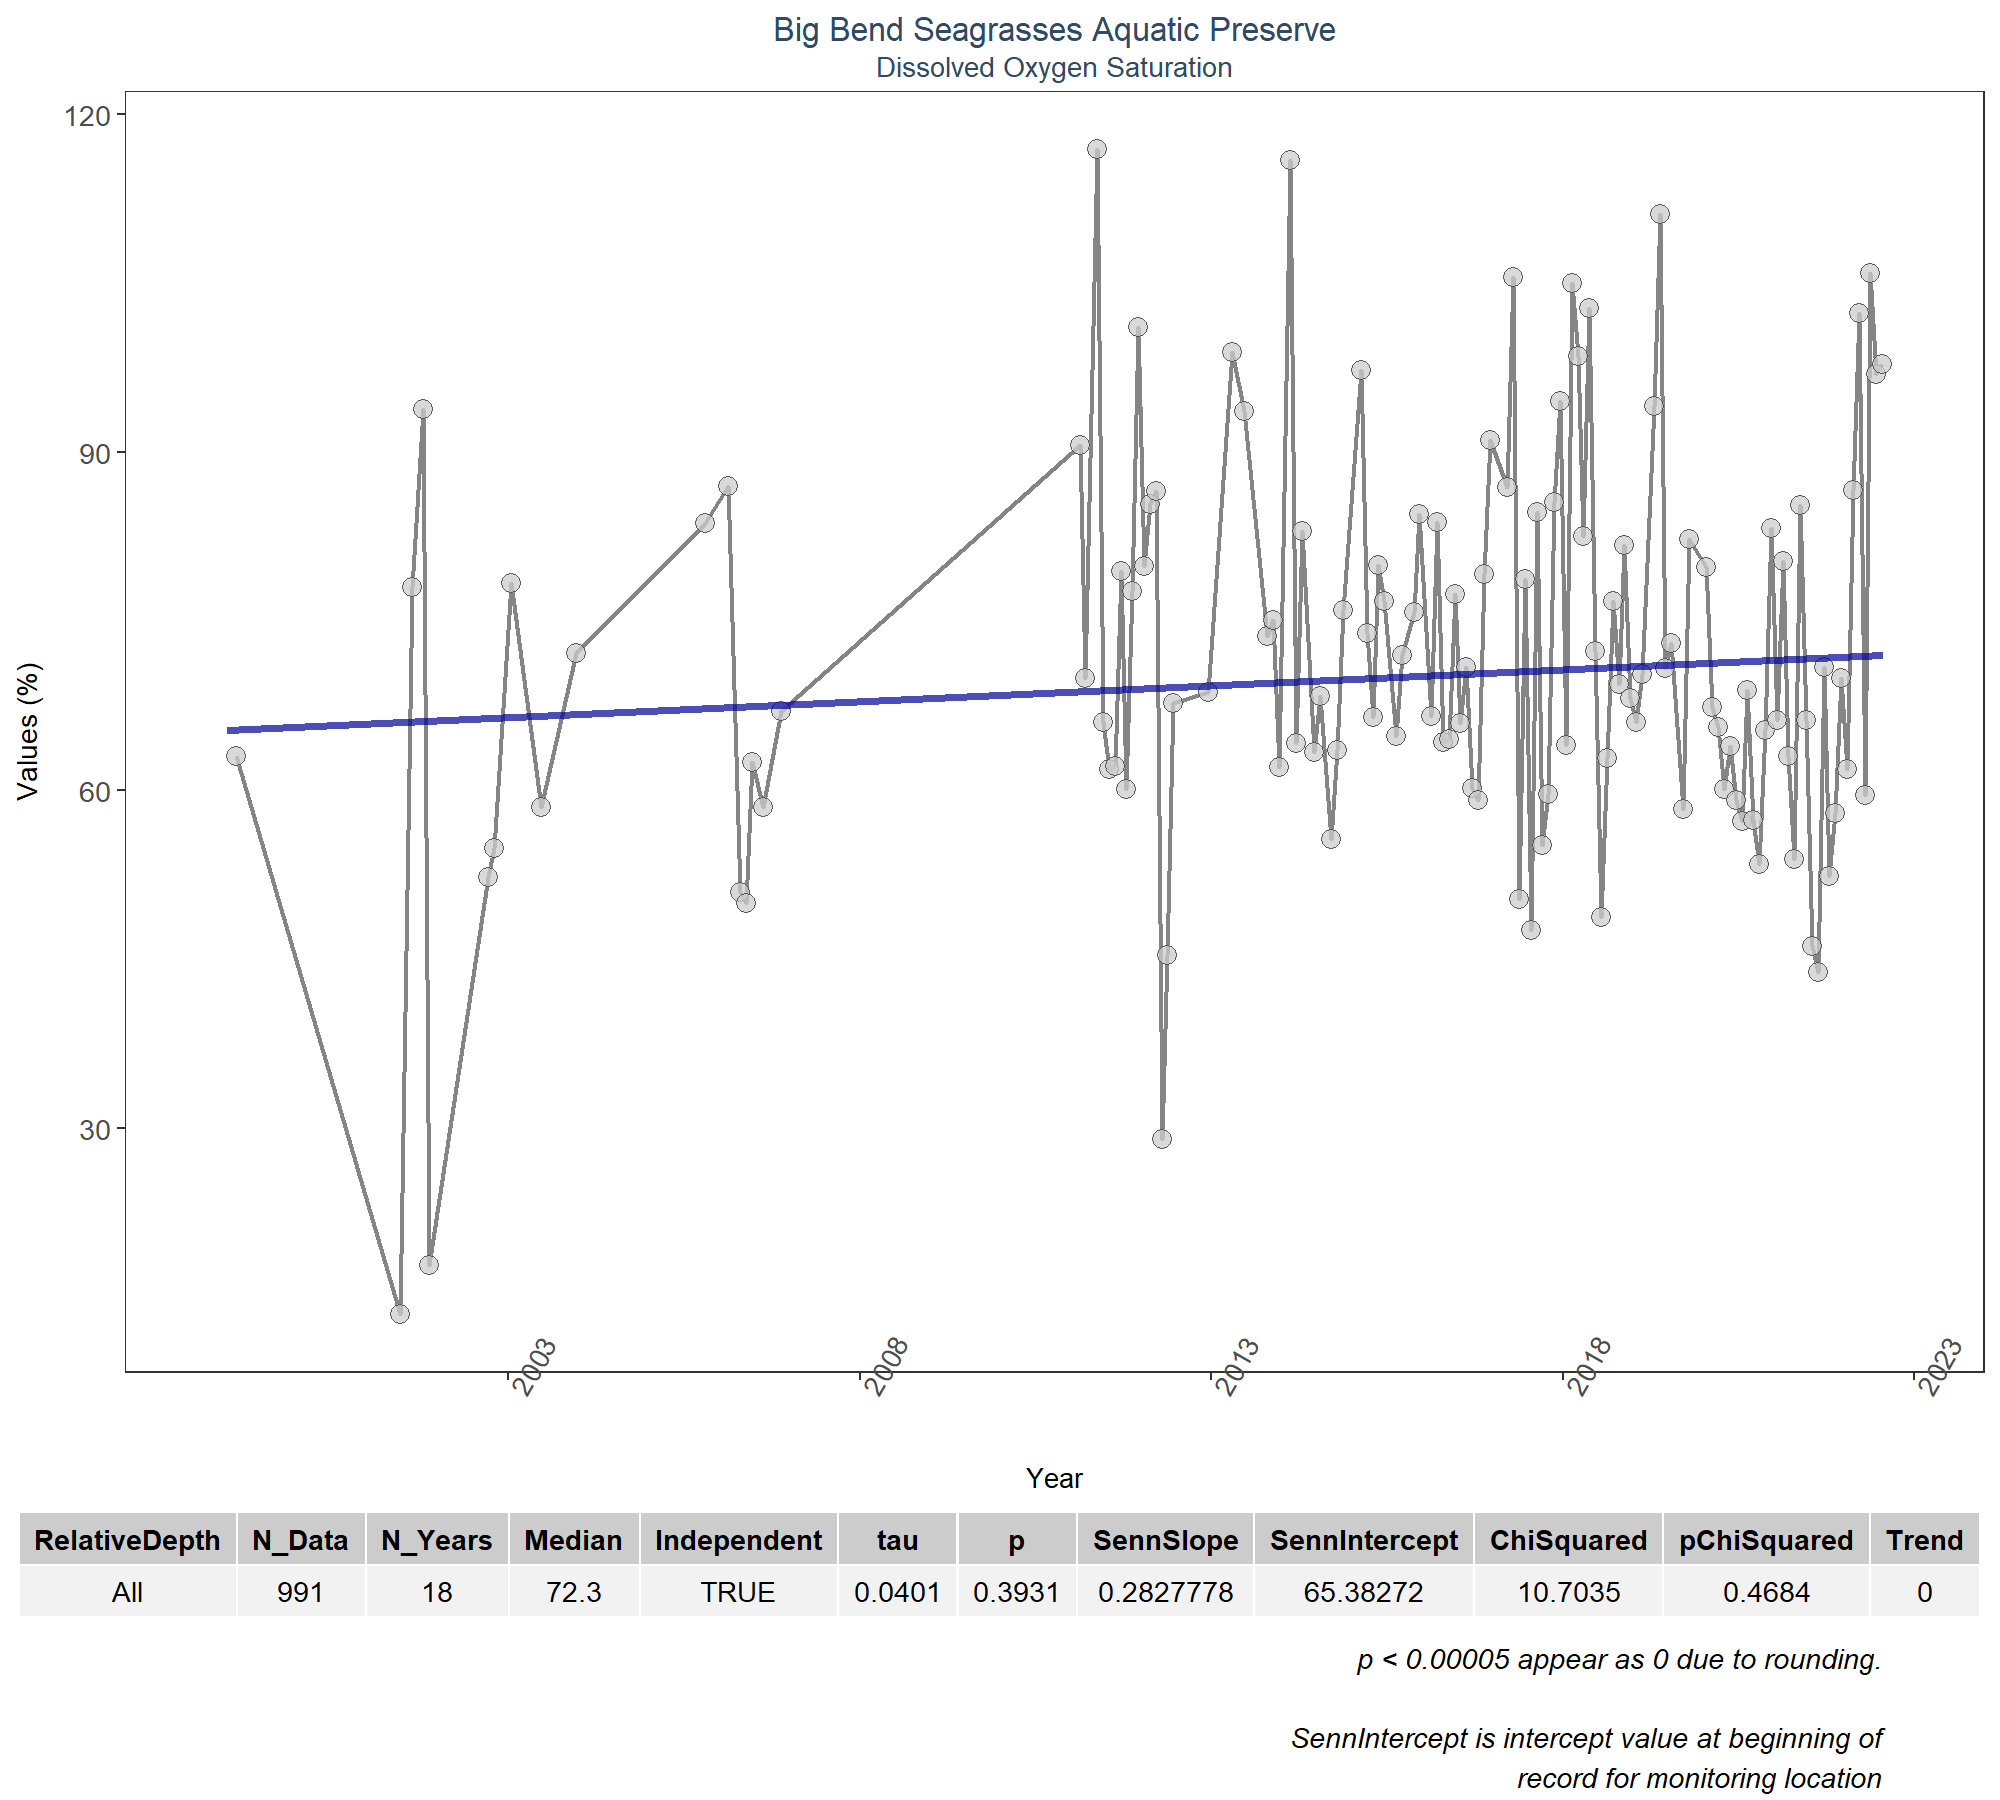 Big Bend Seagrasses Aquatic Preserve
Dissolved Oxygen Saturation
120
90
60
30
Values (%)
2003 2008 2013 2018 2023
Year
RelativeDepth N_Data N_Years Median Independent tau p SennSlope SennIntercept ChiSquared pChiSquared Trend
All 991 18 72.3 TRUE 0.0401 0.3931 0.2827778 65.38272 10.7035 0.4684 0
p < 0.00005 appear as 0 due to rounding.
SennIntercept is intercept value at beginning of
record for monitoring location